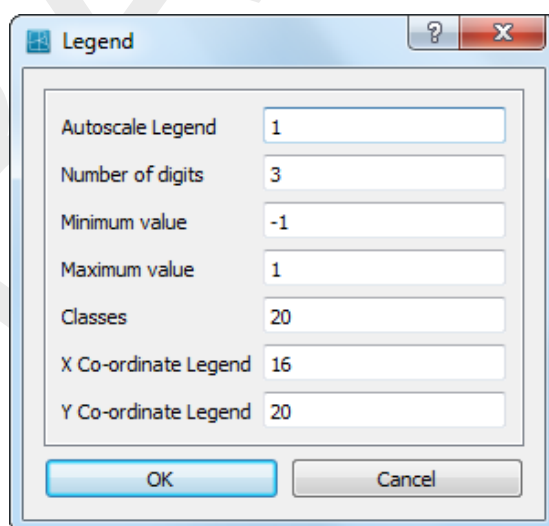 Legend
Autoscale Legend 1
Number of digits 3
Minimum value -1
Maximum value 1
Classes 20
X Co-ordinate Legend 16
Y Co-ordinate Legend 20
OK Cancel